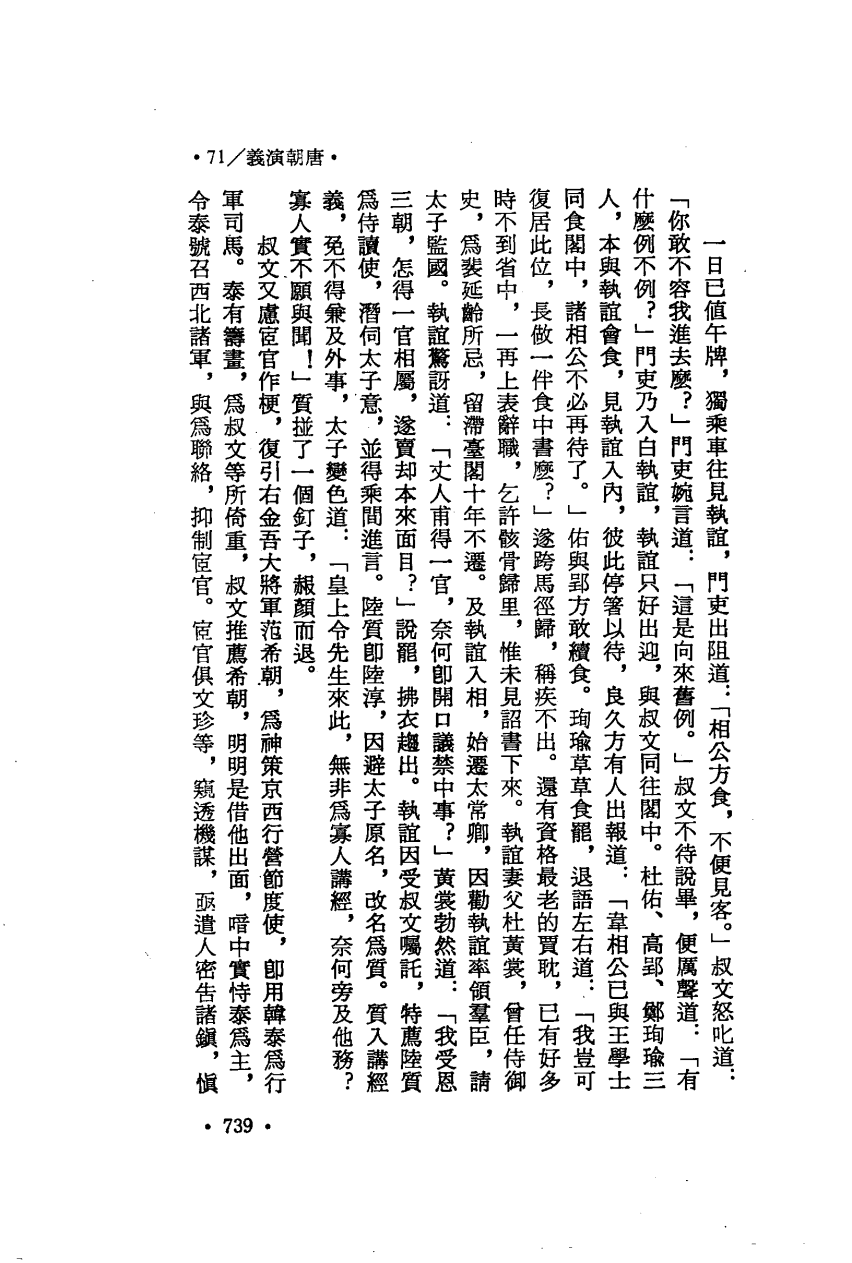 •71／義演朝唐•
一日已值午牌，獨乘車往見執誼，門吏出阻道：「相公方食，不便見客。」叔文怒叱道：
「你敢不容我進去麼？」門吏婉言道：「這是向來舊例。」叔文不待說畢，便厲聲道：「有
什麼例不例？」門吏乃入白執誼，執誼只好出迎，與叔文同往閣中。杜佑、高郢、鄭珣瑜三
人，本與執誼會食，見執誼入內，彼此停箸以待，良久方有人出報道：「韋相公已與王學士
同食閣中，諸相公不必再待了。」佑與郢方敢續食。珣瑜草草食罷，退語左右道：「我豈可
復居此位，長做一伴食中書麼？」遂跨馬徑歸，稱疾不出。還有資格最老的賈耽，已有好多
時不到省中，一再上表辭職，乞許骸骨歸里，惟未見詔書下來。執誼妻父杜黃裳，曾任侍御
史，爲裴延齡所忌，留滯臺閣十年不遷。及執誼入相，始遷太常卿，因勸執誼率領羣臣，請
太子監國。執誼驚訝道：「丈人甫得一官，奈何卽開口議禁中事？」黃裳勃然道：「我受恩
三朝，怎得一官相屬，遂賣却本來面目？」說罷，拂衣趨出。執誼因受叔文囑託，特薦陸質
爲侍讀使，潛伺太子意，並得乘間進言。陸質卽陸淳，因避太子原名，改名爲質。質入講經
義，免不得兼及外事，太子變色道：「皇上令先生來此，無非爲寡人講經，奈何旁及他務？
寡人實不願與聞！」質碰了一個釘子，赧顏而退。
叔文又慮宦官作梗，復引右金吾大將軍范希朝，爲神策京西行營節度使，卽用韓泰爲行
軍司馬。泰有籌畫，爲叔文等所倚重，叔文推薦希朝，明明是借他出面，暗中實恃泰爲主，
令泰號召西北諸軍，與爲聯絡，抑制宦官。宦官俱文珍等，窺透機謀，亟遣人密告諸鎭，愼
•739•